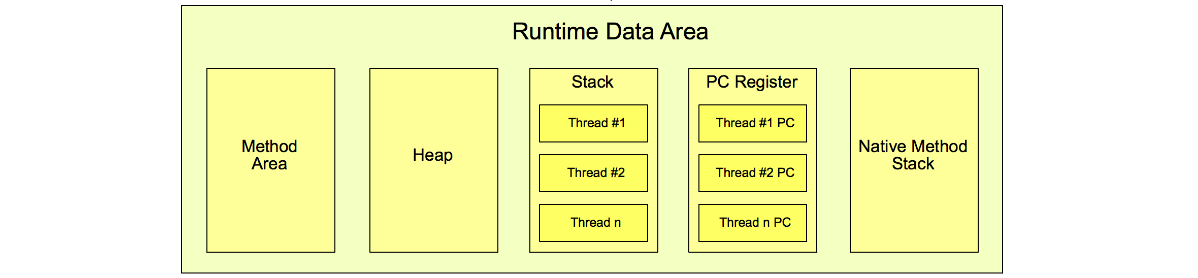 Runtime Data Area
Method
Area
Heap
Stack
Thread #1
Thread #2
Thread n
PC Register
Thread #1 PC
Thread #2 PC
Thread n PC
Native Method
Stack